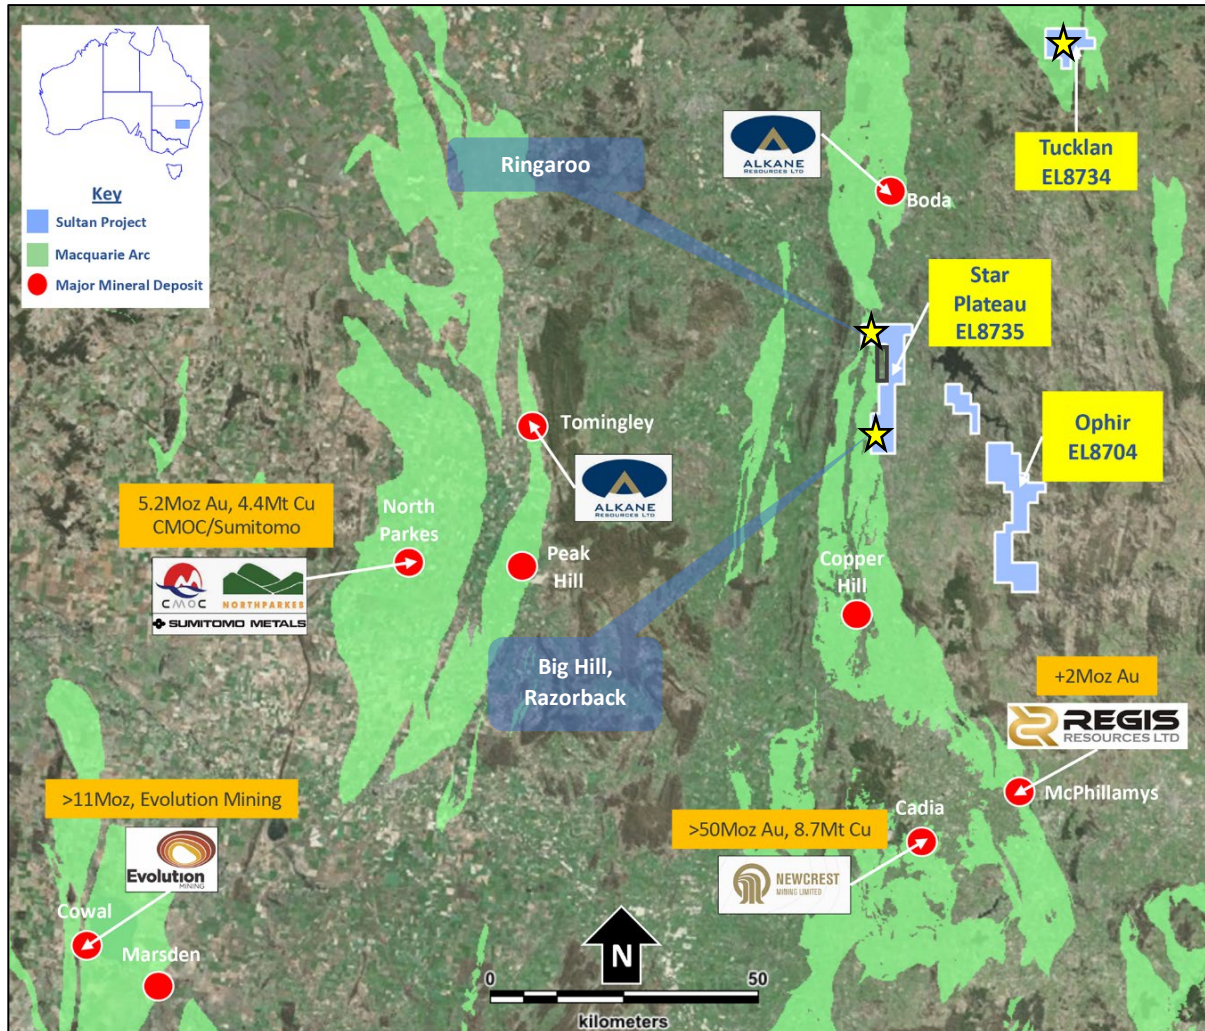 Key
Sultan Project
Macquarie Arc
Major Mineral Deposit
Ringaroo
ALKANE
RESOURCES LTD
Boda
Tucklan
EL8734
Star
Plateau
EL8735
Ophir
EL8704
Tomingley
ALKANE
RESOURCES LTD
5.2Moz Au, 4.4Mt Cu
CMOC/Sumitomo
North
Parkes
CMOC
NORTHPARKES
SUMITOMO METALS
Peak
Hill
Copper
Hill
Big Hill,
Razorback
+2Moz Au
REGIS
RESOURCES LTD
McPhillamys
>11Moz, Evolution Mining
Evolution
MINING
Cowal
Marsden
>50Moz Au, 8.7Mt Cu
Cadia
NEWCREST
MINING LIMITED
N
0
50
kilometers